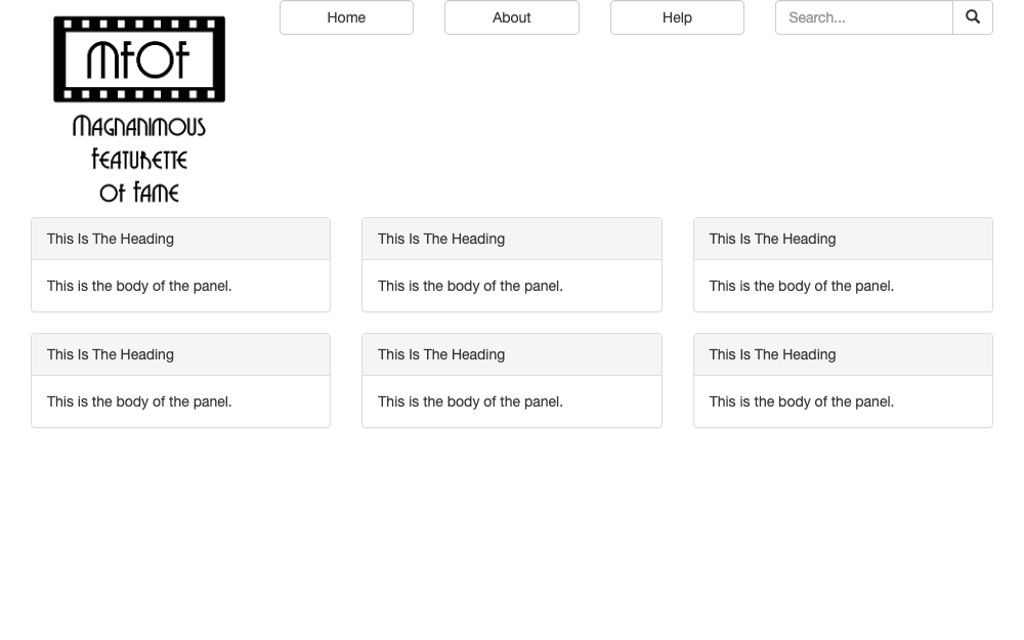 Home About Help Search...
MFOF
Magnanimous
Featurette
of Fame
This Is The Heading This Is The Heading This Is The Heading
This is the body of the panel. This is the body of the panel. This is the body of the panel.
This Is The Heading This Is The Heading This Is The Heading
This is the body of the panel. This is the body of the panel. This is the body of the panel.